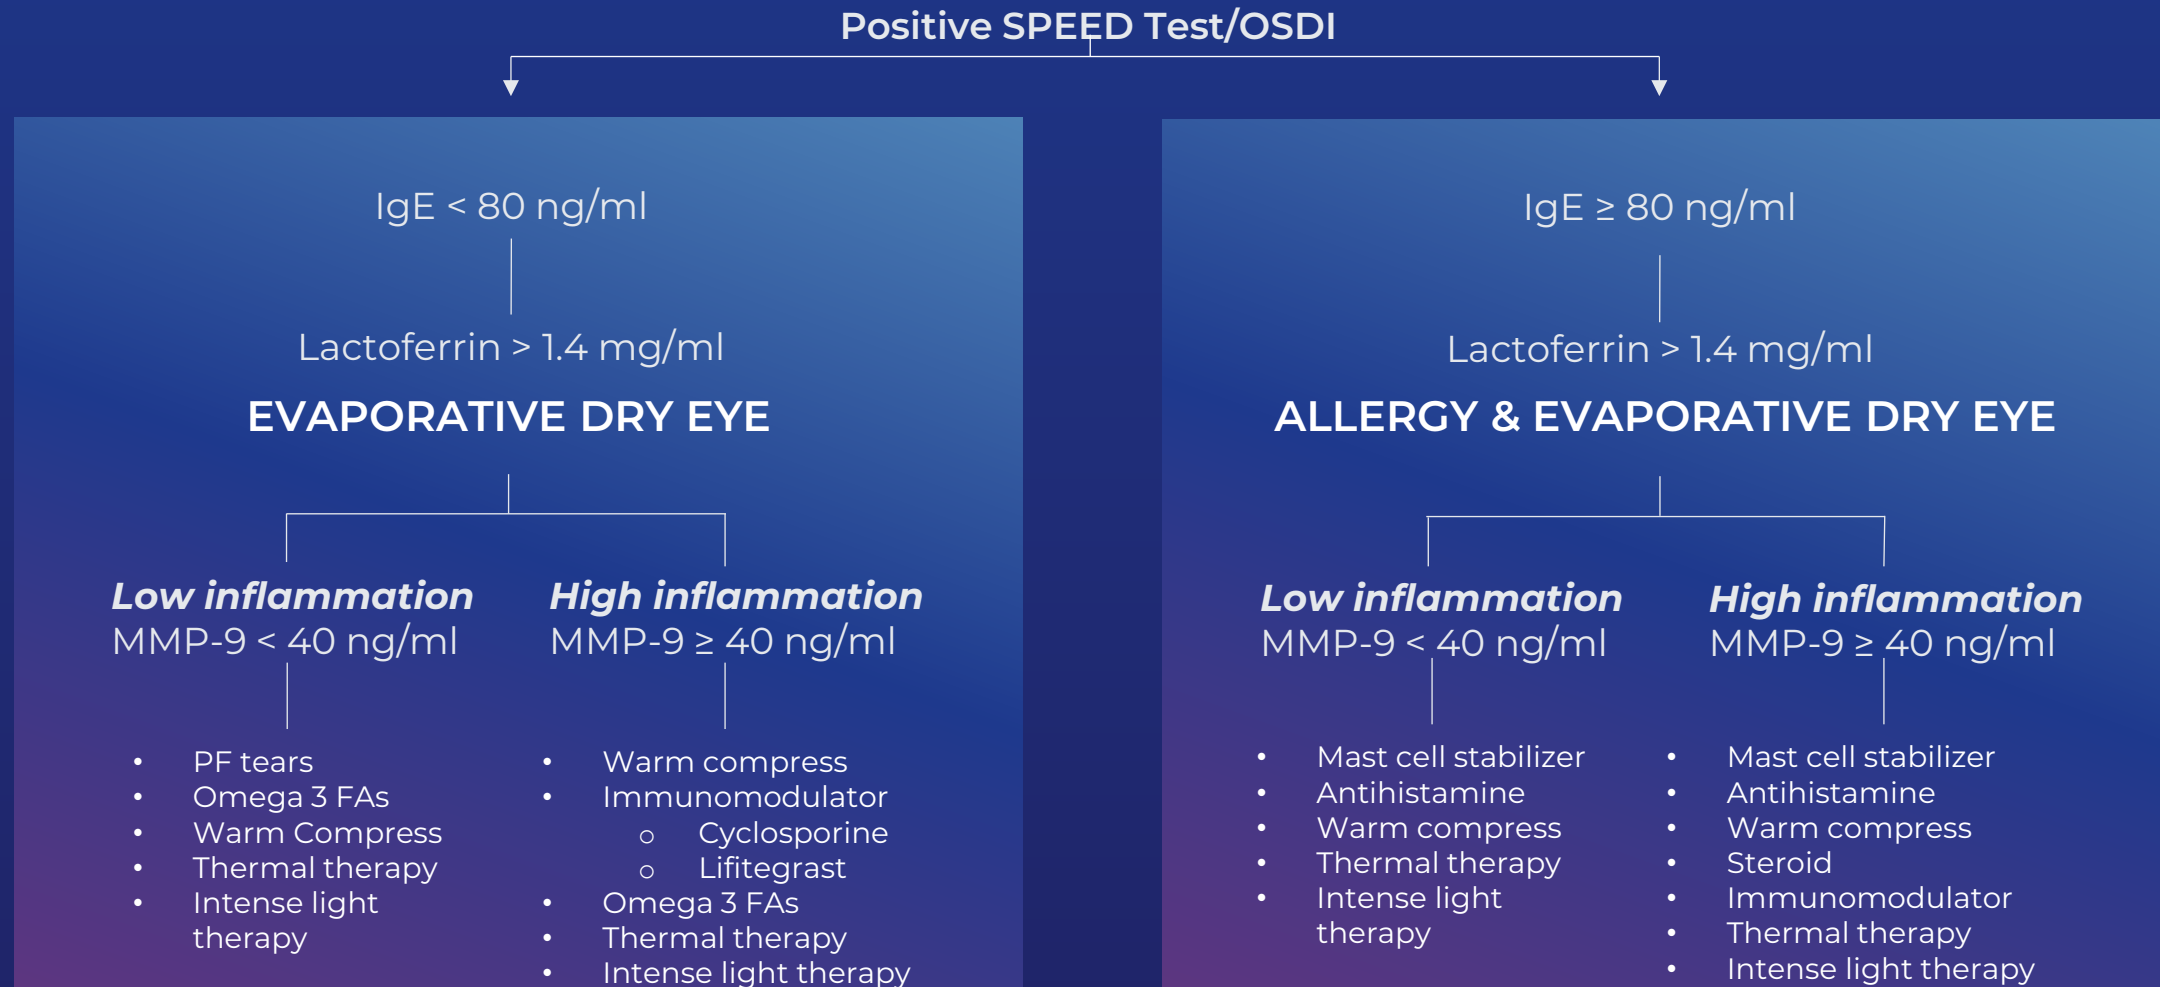 Positive SPEED Test/OSDI
IgE < 80 ng/ml
Lactoferrin > 1.4 mg/ml
EVAPORATIVE DRY EYE
Low inflammation
MMP-9 < 40 ng/ml
• PF tears
• Omega 3 FAs
• Warm Compress
• Thermal therapy
• Intense light
therapy
High inflammation
MMP-9 ≥ 40 ng/ml
• Warm compress
• Immunomodulator
o Cyclosporine
o Lifitegrast
• Omega 3 FAs
• Thermal therapy
• Intense light therapy
IgE ≥ 80 ng/ml
Lactoferrin > 1.4 mg/ml
ALLERGY & EVAPORATIVE DRY EYE
Low inflammation
MMP-9 < 40 ng/ml
• Mast cell stabilizer
• Antihistamine
• Warm compress
• Thermal therapy
• Intense light
therapy
High inflammation
MMP-9 ≥ 40 ng/ml
• Mast cell stabilizer
• Antihistamine
• Warm compress
• Steroid
• Immunomodulator
• Thermal therapy
• Intense light therapy